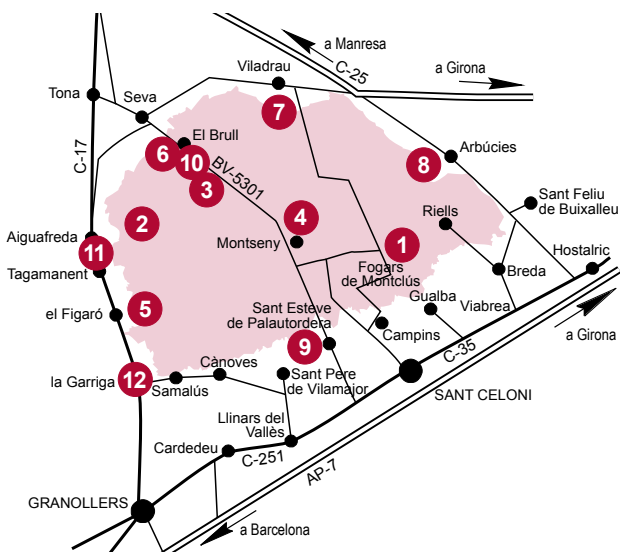 a Manresa
C-25
a Girona
Viladrau
Tona
Seva
7
El Brull
C-17
6
10
BV-5301
3
8
Arbúcies
Sant Feliu
de Buixalleu
2
4
Riells
Aiguafreda
11
Montseny
1
Hostalric
Tagamanent
Fogars
de Montclús
Breda
el Figaró
5
Gualba
Viabrea
Sant Esteve
de Palautordera
Campins
a Girona
9
C-35
la Garriga
12
Samalús
Cànoves
Sant Pere
de Vilamajor
SANT CELONI
Llinars del
Vallès
Cardedeu
C-251
AP-7
GRANOLLERS
a Barcelona